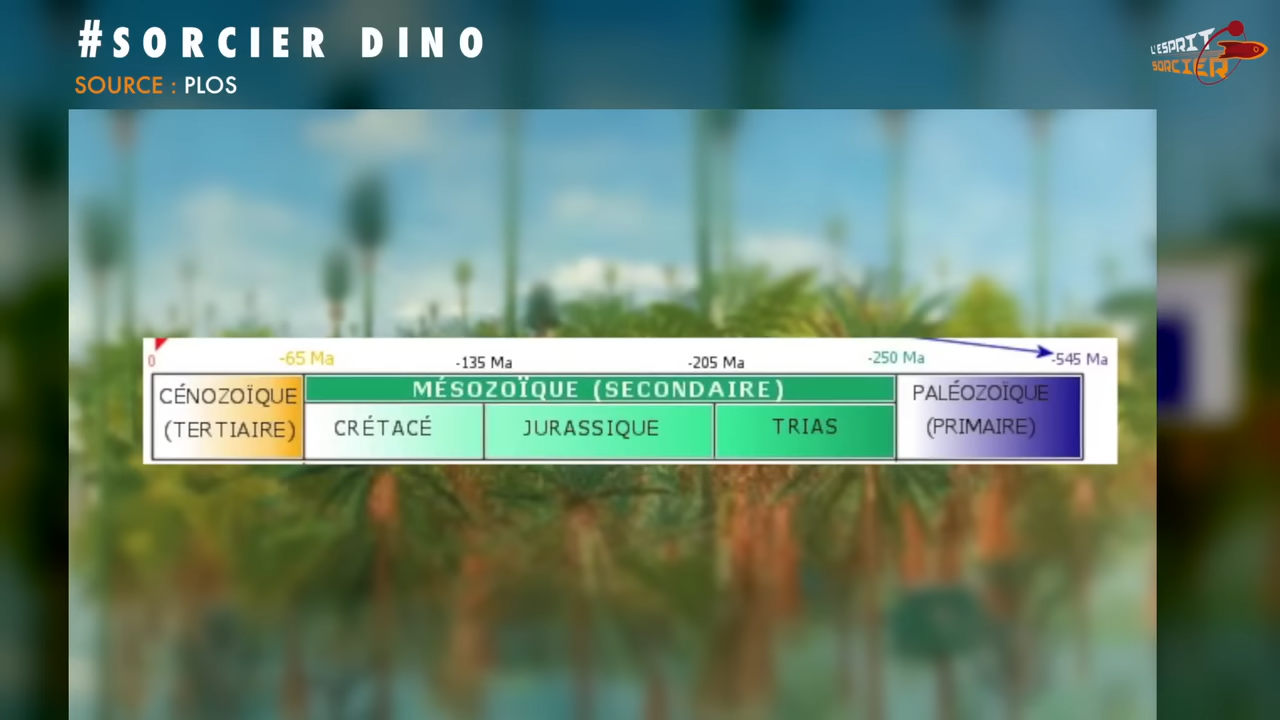 #SORCIER DINO
SOURCE : PLOS
L'ESPRIT
SORCIER
0 -65 Ma -135 Ma -205 Ma -250 Ma -545 Ma
CÉNOZOÏQUE MÉSOZOÏQUE (SECONDAIRE) PALÉOZOÏQUE
(TERTIAIRE) CRÉTACÉ JURASSIQUE TRIAS (PRIMAIRE)